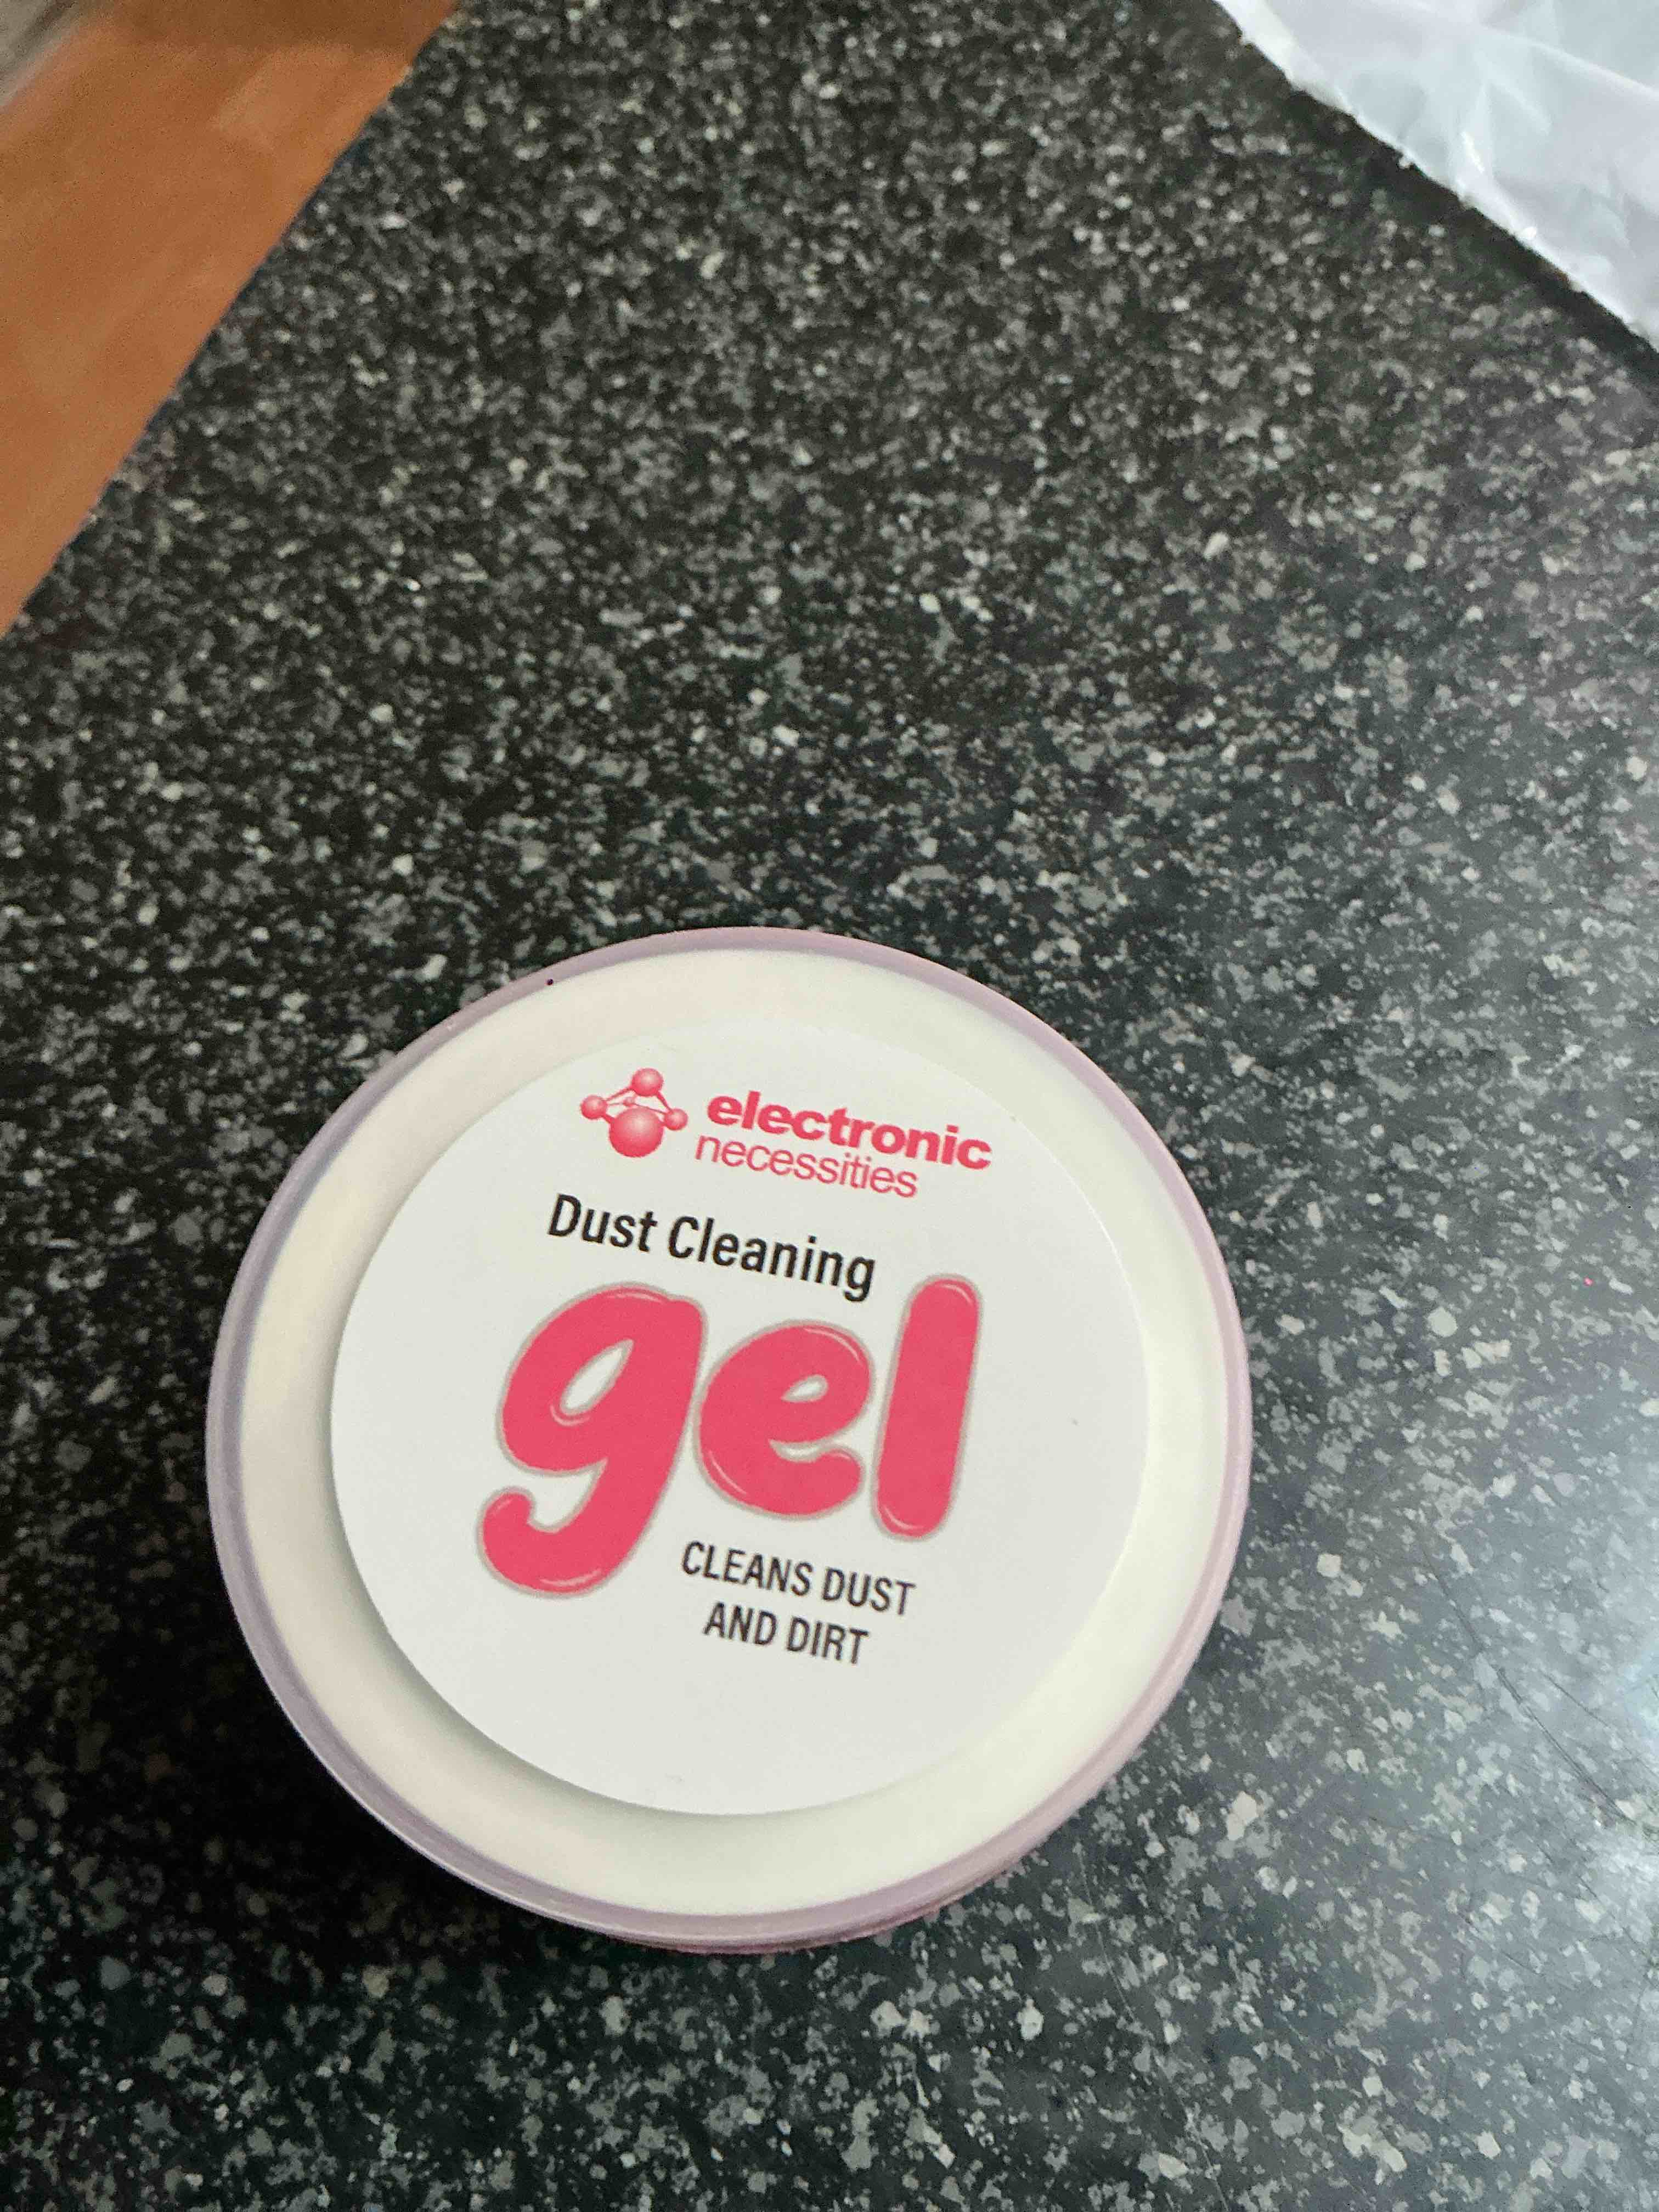 electronic
necessities
Dust Cleaning
gel
CLEANS DUST
AND DIRT